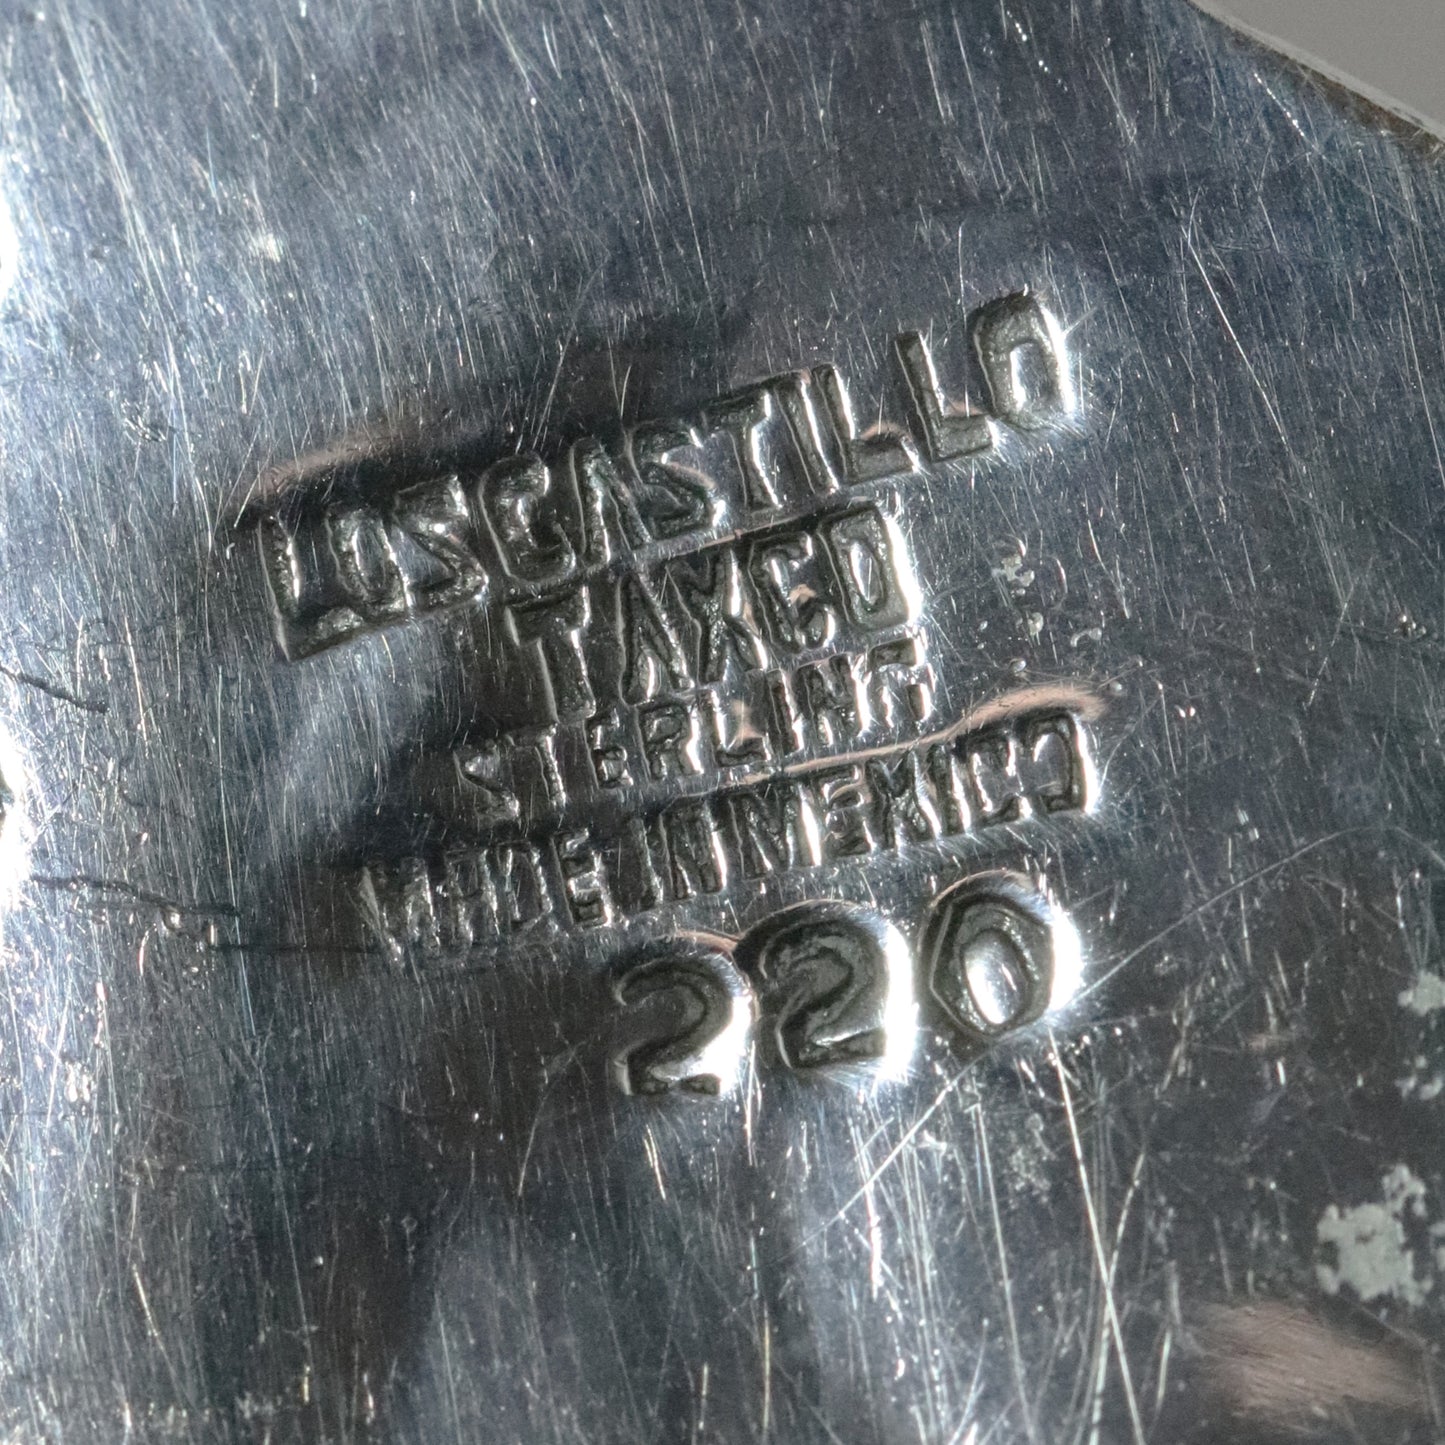 LOS CASTILLO
TAXCO
STERLING
MADE IN MEXICO
220